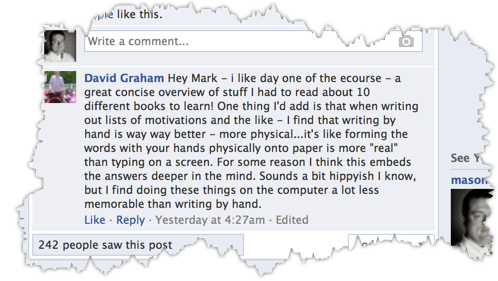 like this.
Write a comment...
David Graham Hey Mark - i like day one of the ecourse - a
great concise overview of stuff I had to read about 10
different books to learn! One thing I'd add is that when writing
out lists of motivations and the like - I find that writing by
hand is way way better - more physical...it's like forming the
words with your hands physically onto paper is more "real"
than typing on a screen. For some reason I think this embeds
the answers deeper in the mind. Sounds a bit hippyish I know,
but I find doing these things on the computer a lot less
memorable than writing by hand.
Like · Reply · Yesterday at 4:27am · Edited
242 people saw this post
See Y
mason